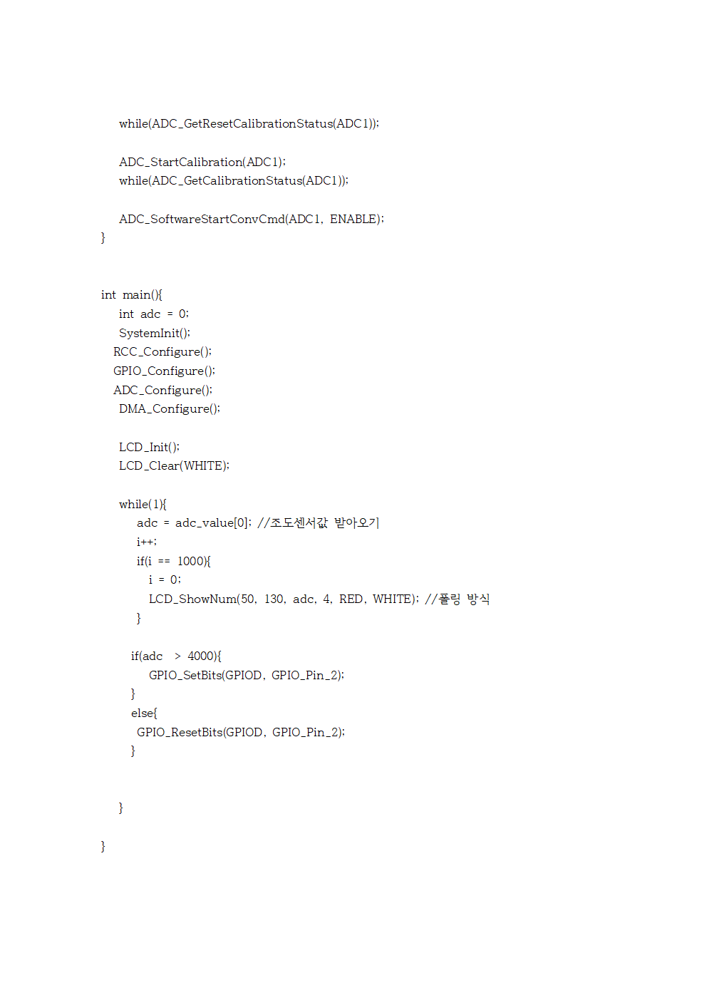 while(ADC_GetResetCalibrationStatus(ADC1));
ADC_StartCalibration(ADC1);
while(ADC_GetCalibrationStatus(ADC1));
ADC_SoftwareStartConvCmd(ADC1, ENABLE);
}
int main(){
int adc = 0;
SystemInit();
RCC_Configure();
GPIO_Configure();
ADC_Configure();
DMA_Configure();
LCD_Init();
LCD_Clear(WHITE);
while(1){
adc = adc_value[0]; //조도센서값 받아오기
i++;
if(i == 1000){
i = 0;
LCD_ShowNum(50, 130, adc, 4, RED, WHITE); //폴링 방식
}
if(adc > 4000){
GPIO_SetBits(GPIOD, GPIO_Pin_2);
}
else{
GPIO_ResetBits(GPIOD, GPIO_Pin_2);
}
}
}